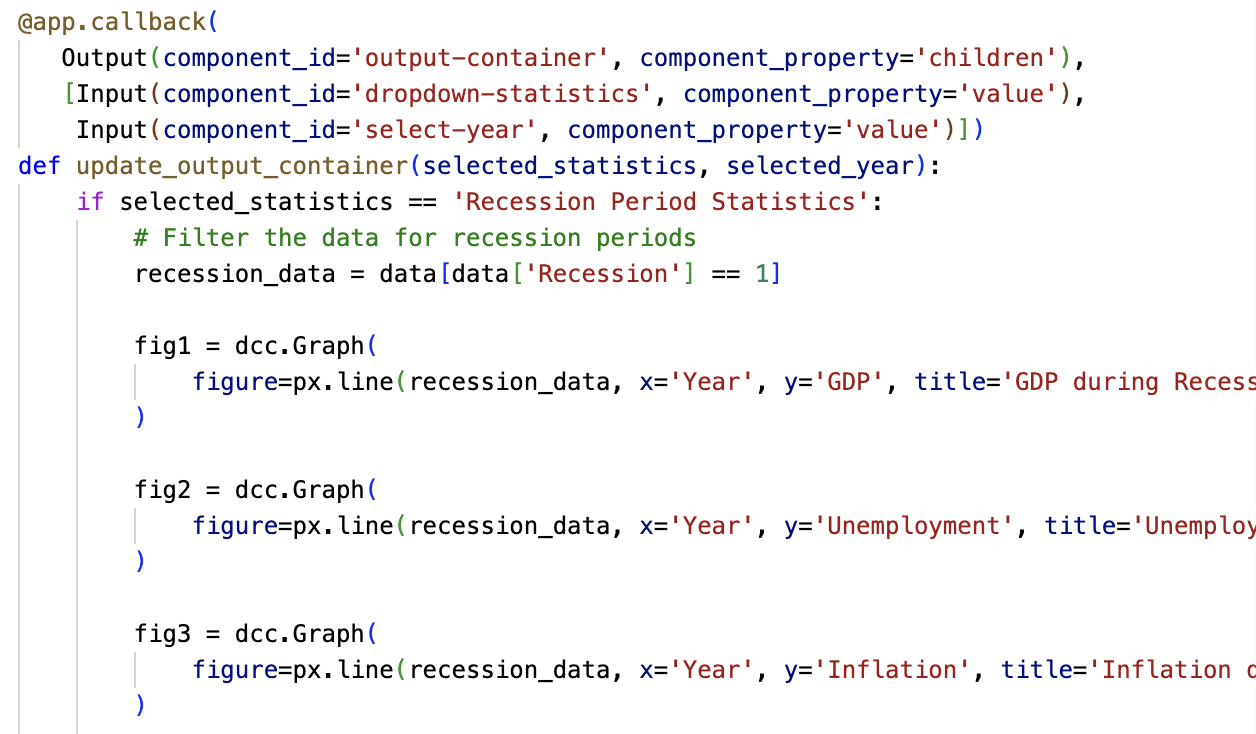 @app.callback(
   Output(component_id='output-container', component_property='children'),
   [Input(component_id='dropdown-statistics', component_property='value'),
    Input(component_id='select-year', component_property='value')])
def update_output_container(selected_statistics, selected_year):
    if selected_statistics == 'Recession Period Statistics':
        # Filter the data for recession periods
        recession_data = data[data['Recession'] == 1]

        fig1 = dcc.Graph(
            figure=px.line(recession_data, x='Year', y='GDP', title='GDP during Recess
        )

        fig2 = dcc.Graph(
            figure=px.line(recession_data, x='Year', y='Unemployment', title='Unemploy
        )

        fig3 = dcc.Graph(
            figure=px.line(recession_data, x='Year', y='Inflation', title='Inflation d
        )